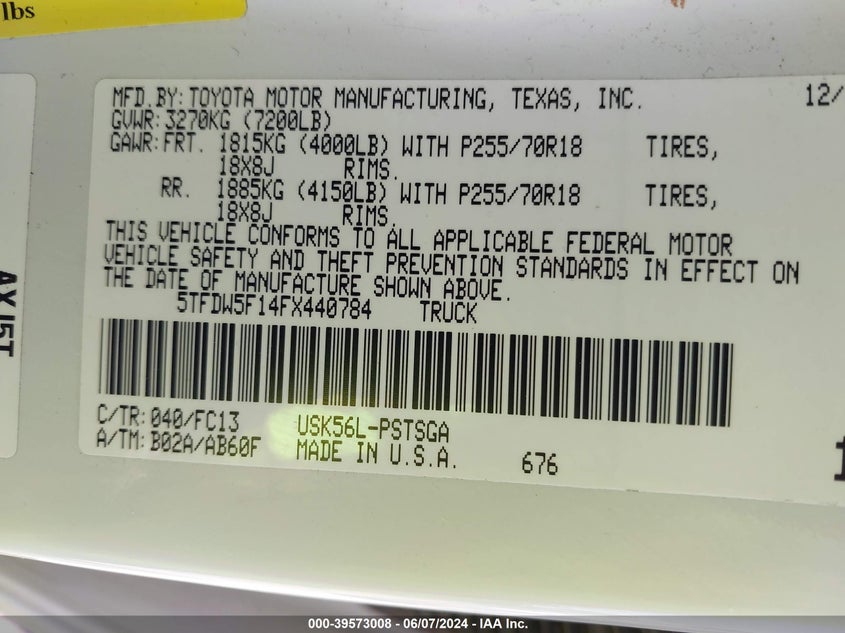 lbs
MFD.BY: TOYOTA MOTOR MANUFACTURING, TEXAS, INC. 12/
GVWR: 3270KG (7200LB)
GAWR: FRT. 1815KG (4000LB) WITH P255/70R18 TIRES,
18X8J RIMS.
RR. 1885KG (4150LB) WITH P255/70R18 TIRES,
18X8J RIMS.
THIS VEHICLE CONFORMS TO ALL APPLICABLE FEDERAL MOTOR
VEHICLE SAFETY AND THEFT PREVENTION STANDARDS IN EFFECT ON
THE DATE OF MANUFACTURE SHOWN ABOVE.
5TFDW5F14FX440784 TRUCK
C/TR: 040/FC13 USK56L-PSTSGA
A/TM: B02A/AB60F MADE IN U.S.A. 676
AX15T
000-39573008 - 06/07/2024 - IAA Inc.